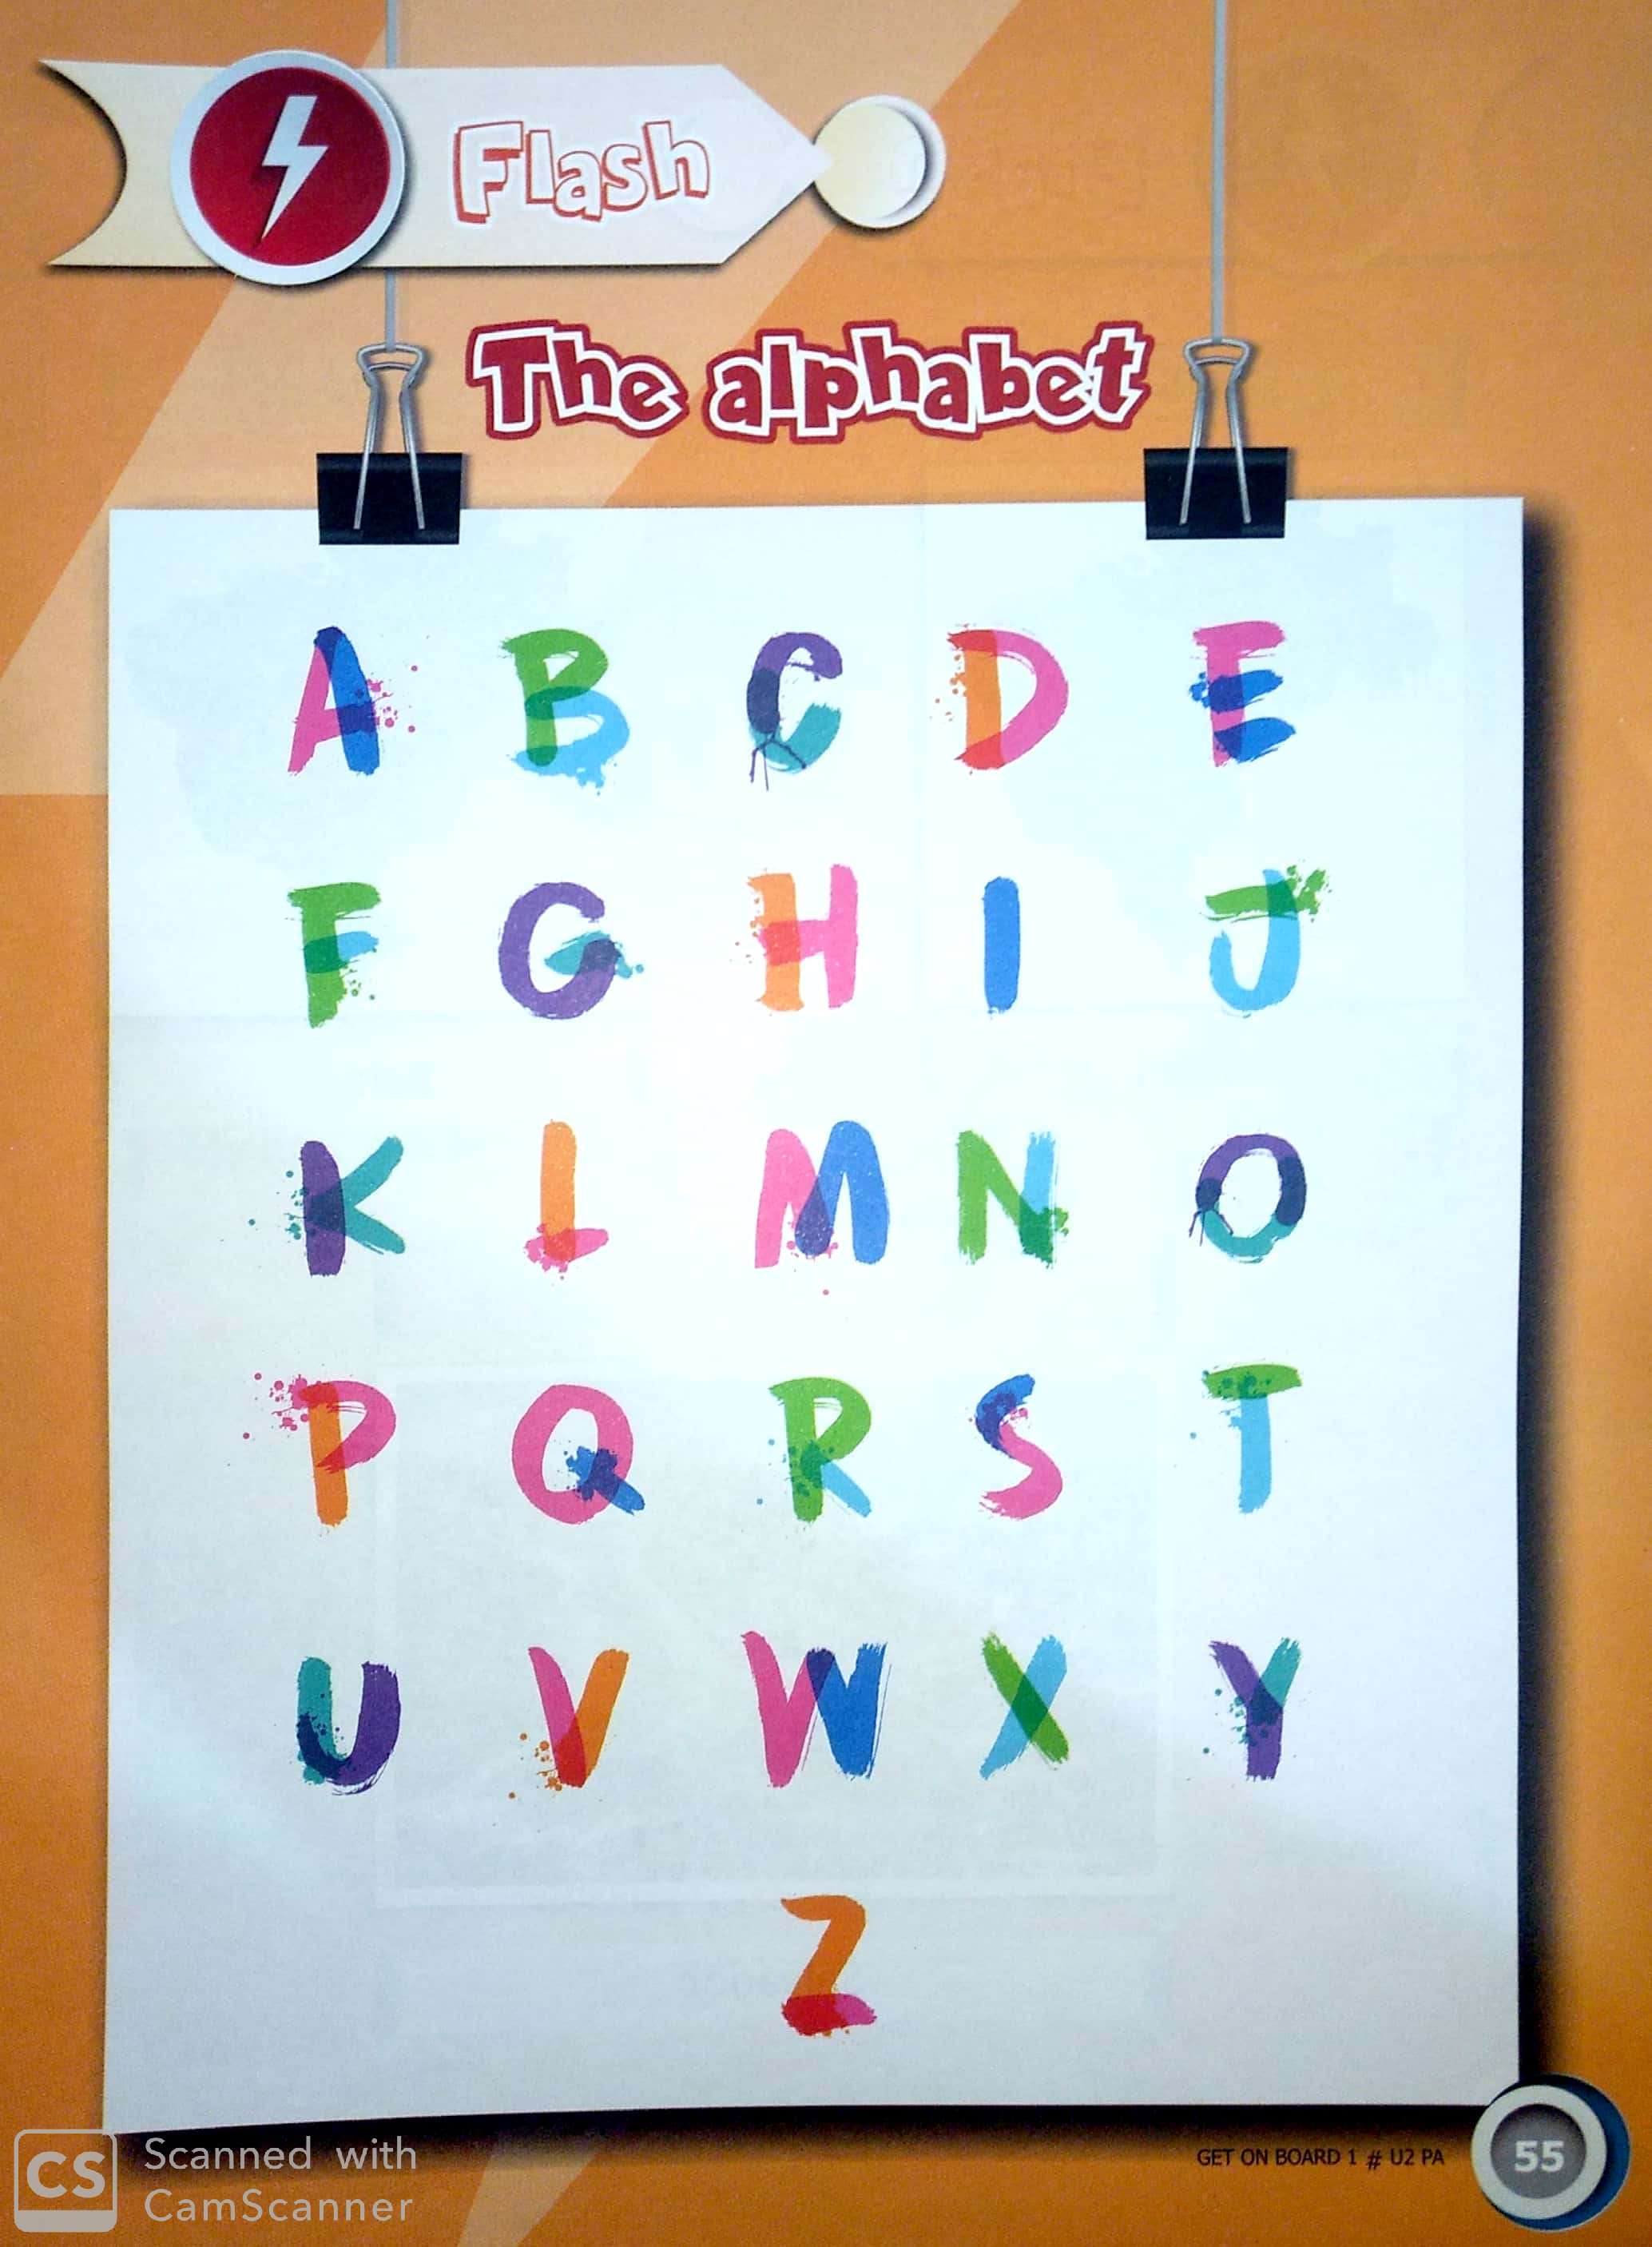 Flash
The alphabet
A B C D E
F G H I J
K L M N O
P Q R S T
U V W X Y
Z
GET ON BOARD 1 # U2 PA
55
CS
Scanned with
CamScanner